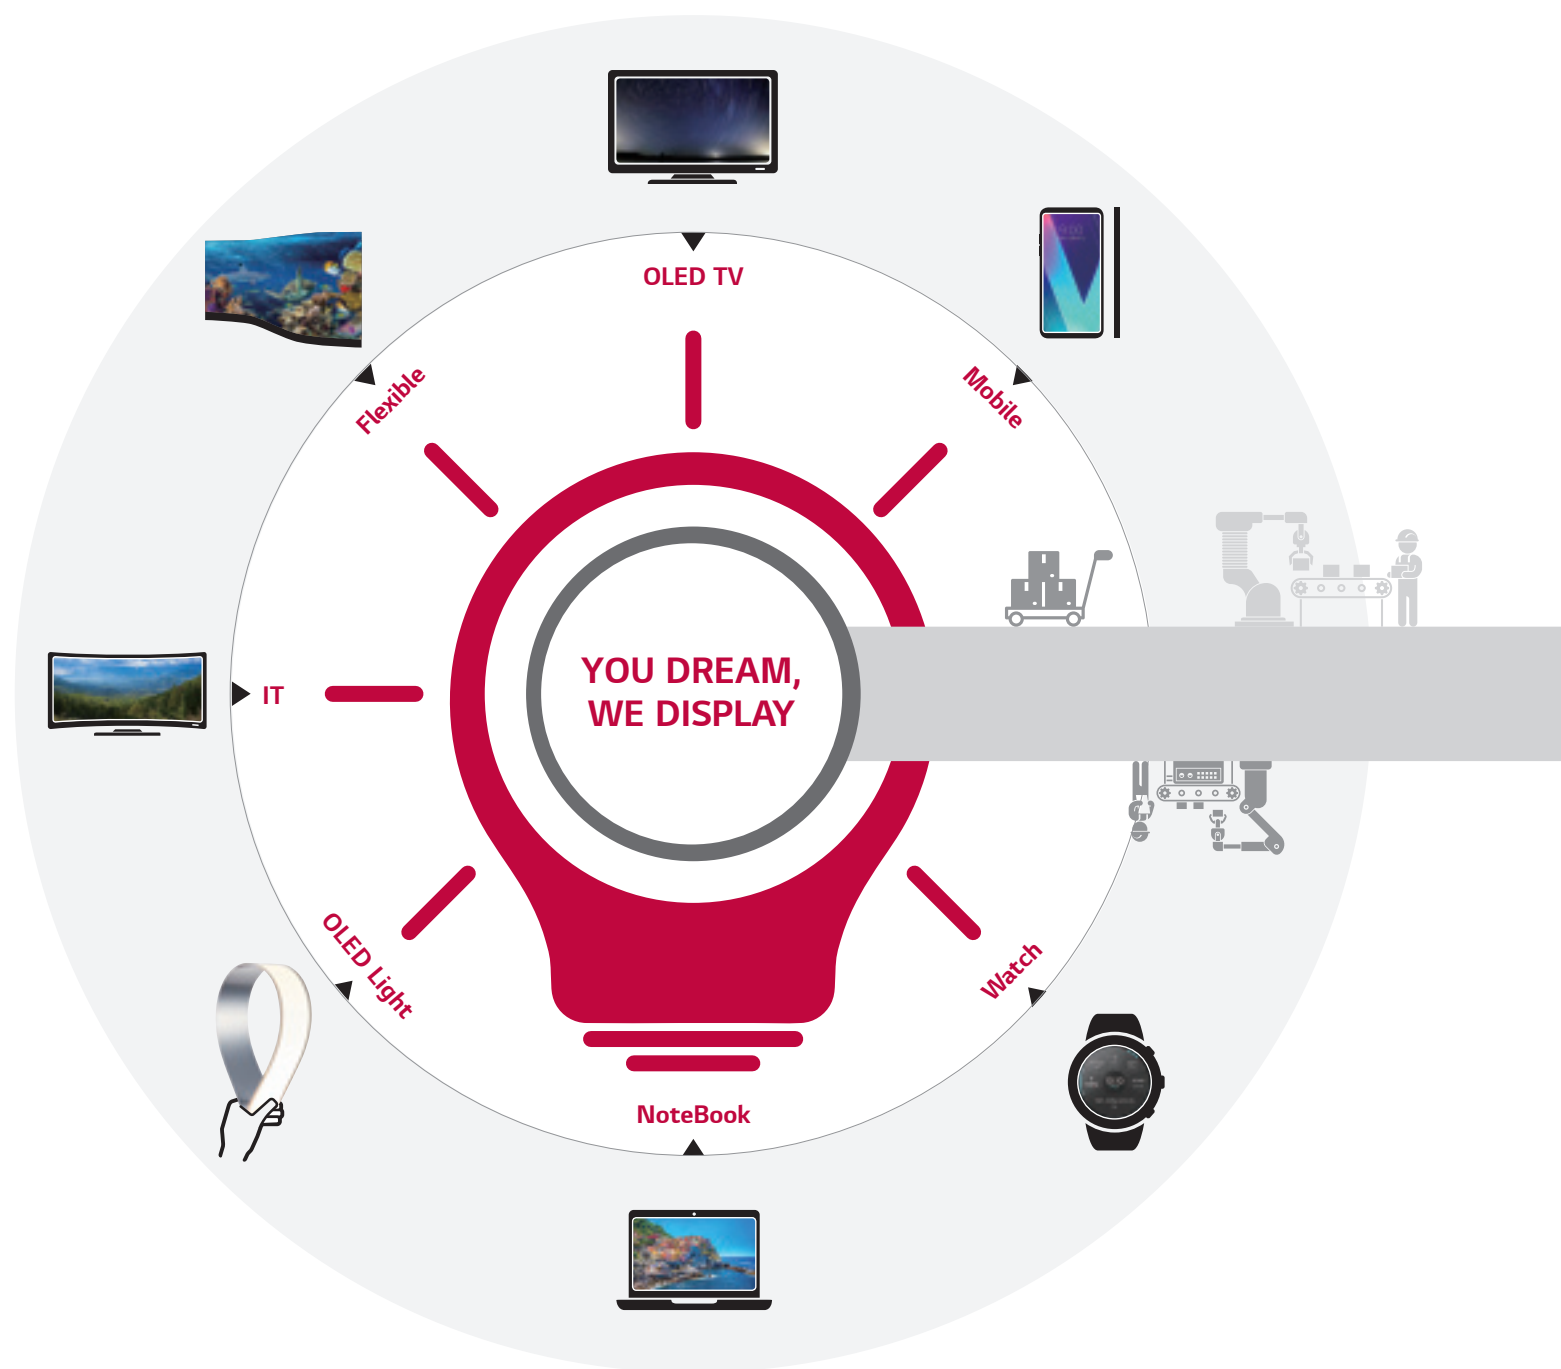 OLED TV
Flexible
Mobile
YOU DREAM,
WE DISPLAY
IT
OLED Light
Watch
NoteBook